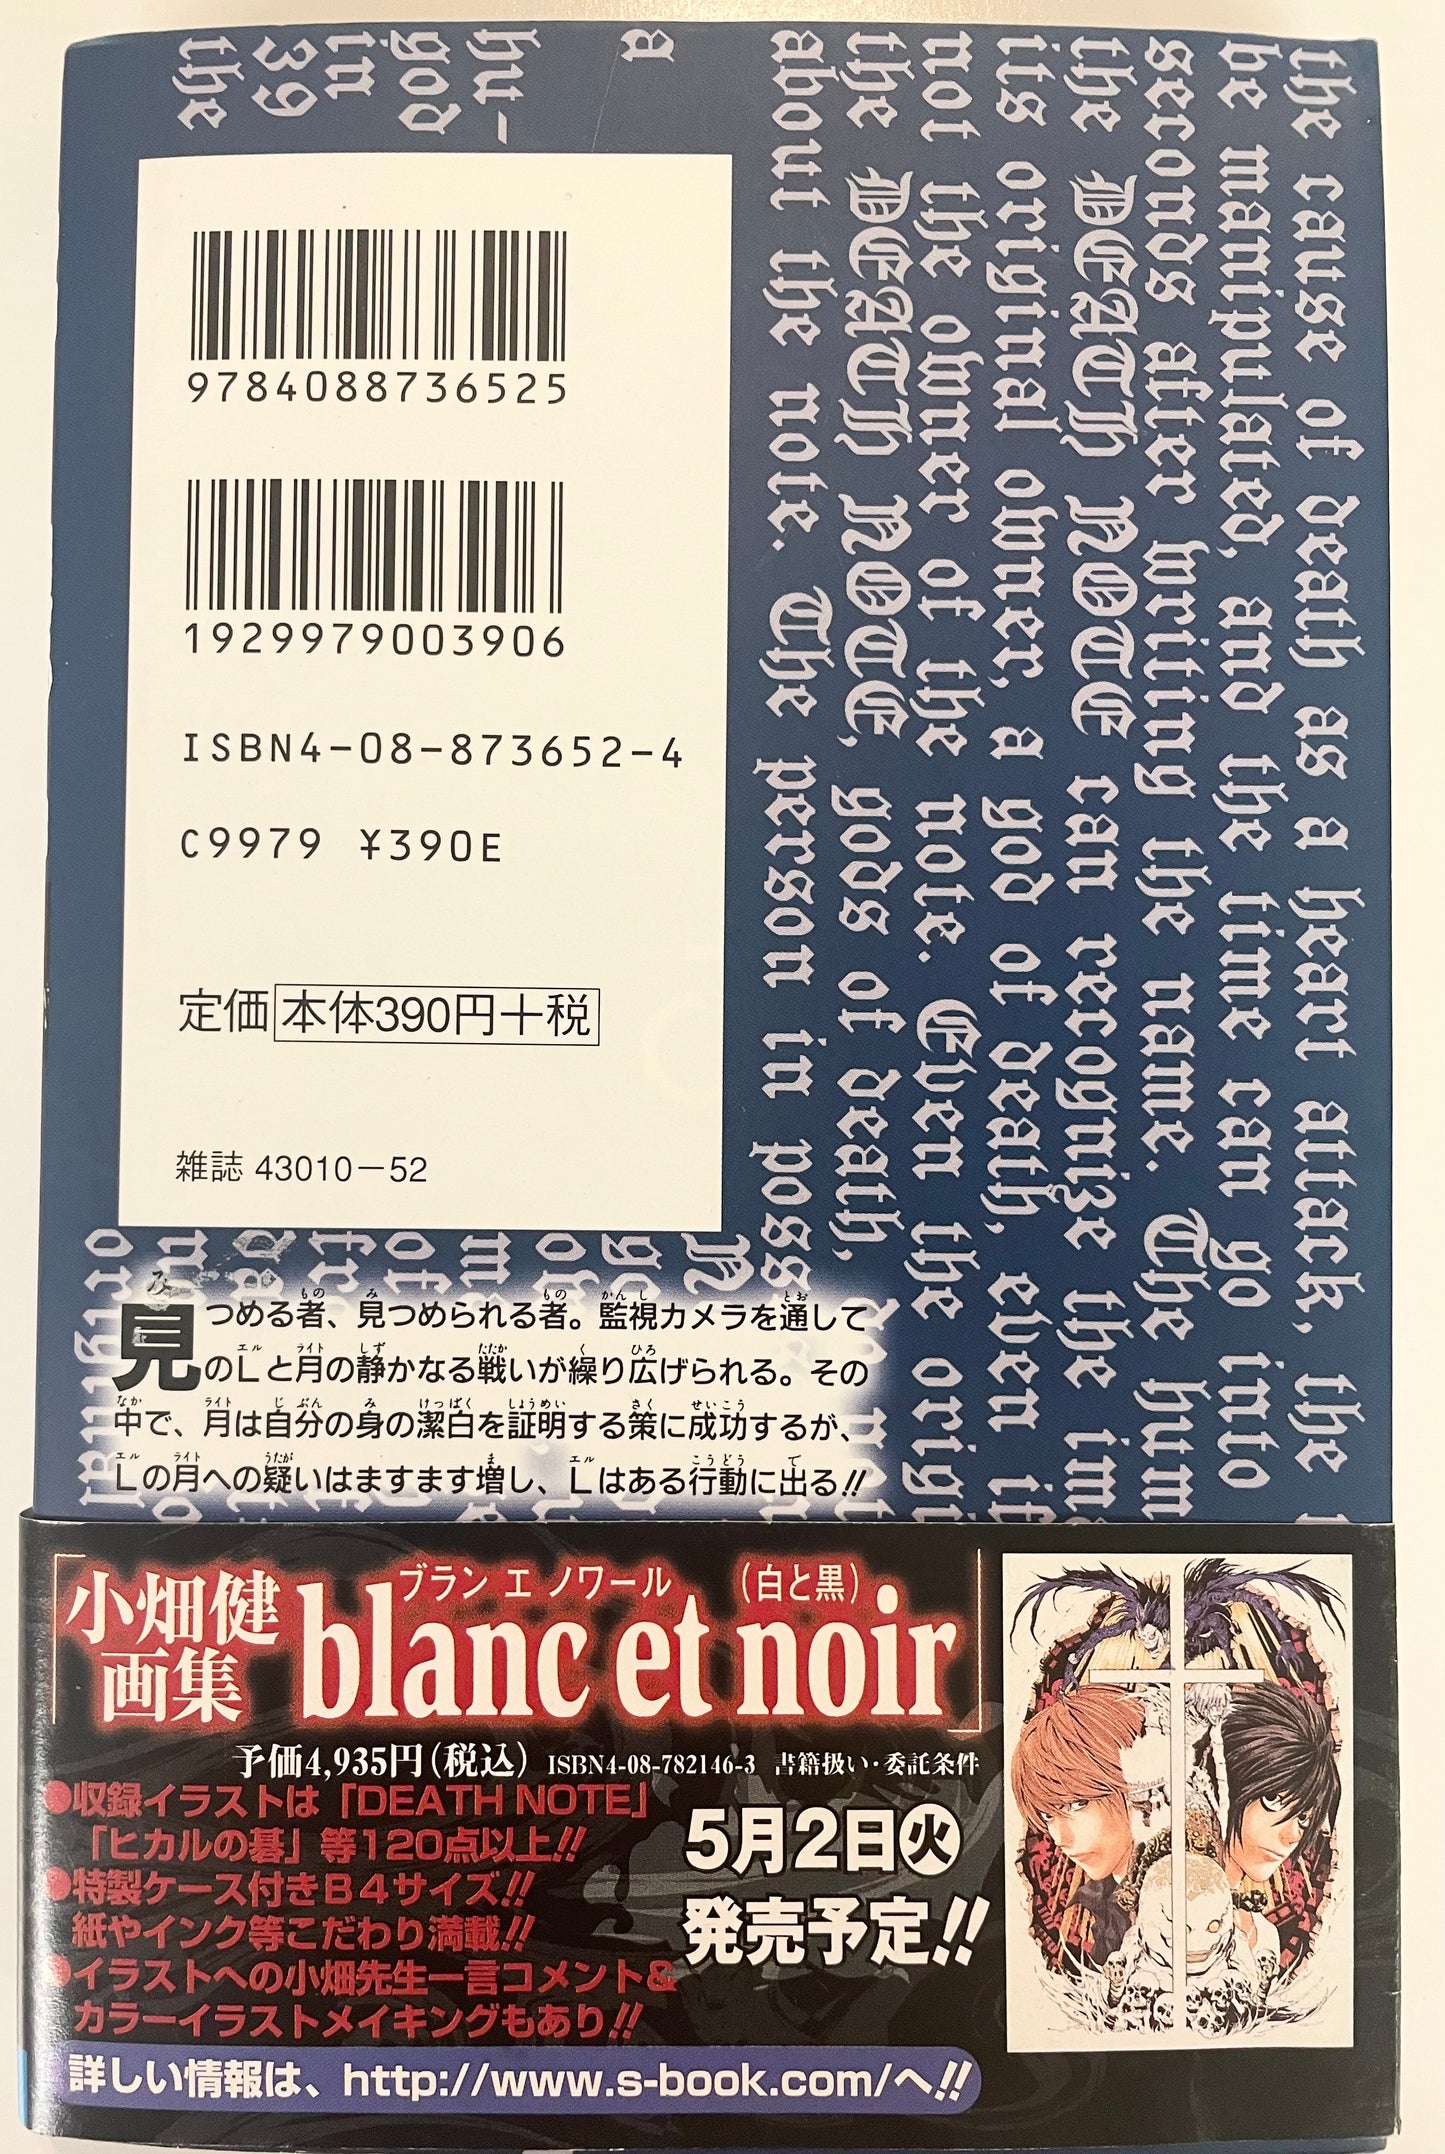 the cause of death as a heart attack, the
be manipulated, and the time can go into
seconds after writing the name. The hum
the DEATH NOTE can recognize the im
its original owner, a god of death, even if
not the owner of the note. Even the orig
the DEATH NOTE, gods of death,
about the note. The person in poss
a
hu-
god
in
39
the
9784088736525
1929979003906
ISBN4-08-873652-4
C9979 ¥390E
定価 本体390円十税
雑誌 43010－52
見つめる者、見つめられる者。監視カメラを通して
のLと月の静かなる戦いが繰り広げられる。その
中で、月は自分の身の潔白を証明する策に成功するが、
Lの月への疑いはますます増し、Lはある行動に出る!!
ブラン エ ノワール （白と黒）
「小畑健画集 blanc et noir」
予価4,935円（税込） ISBN4-08-782146-3 書籍扱い・委託条件
●収録イラストは「DEATH NOTE」
「ヒカルの碁」等120点以上!!
●特製ケース付きB4サイズ!!
紙やインク等こだわり満載!!
●イラストへの小畑先生一言コメント&
カラーイラストメイキングもあり!!
5月2日火
発売予定!!
詳しい情報は、http://www.s-book.com/へ!!